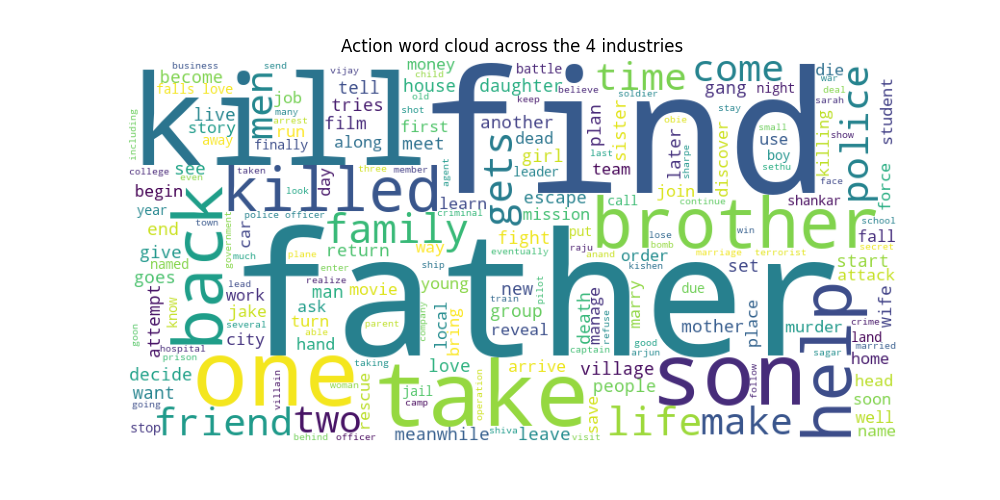 Action word cloud across the 4 industries
kill
find
father
brother
son
take
one
killed
back
family
help
life
make
friend
two
police
time
come
gets
men
business
send
vijay
money
child
battle
become
falls love
tell
house
old
daughter
keep
believe
gang
night
die
war
deal
including
job
many
tries
shot
soldier
stay
sarah
student
live
arrest
film
first
another
plan
sister
obie
small
use
show
story
run
away
finally
along
meet
dead
girl
later
discover
boy
killing
college
see
even
taken
day
three
member
agent
leader
last
team
sharpe
sethu
face
force
begin
look
learn
escape
call
join
continue
shankar
year
town
police officer
criminal
mission
put
lose
win
school
end
government
car
way
fight
raju
bomb
order
fall
give
much
plane
return
eventually
anand
marriage
terrorist
secret
named
goes
lead
enter
ship
kishen
set
start
attack
work
realize
man
movie
young
new
train
pilot
death
manage
marry
due
attempt
know
jake
ask
several
turn
able
local
bring
company
group
reveal
refuse
mother
place
murder
wife
crime
land
goon
hospital
prison
city
hand
parent
captain
good
arjun
sagar
married
home
decide
taking
love
arrive
village
follow
want
villain
woman
rescue
jail
camp
operation
people
save
head
soon
going
stop
behind
officer
meanwhile
shiva
leave
visit
well
name